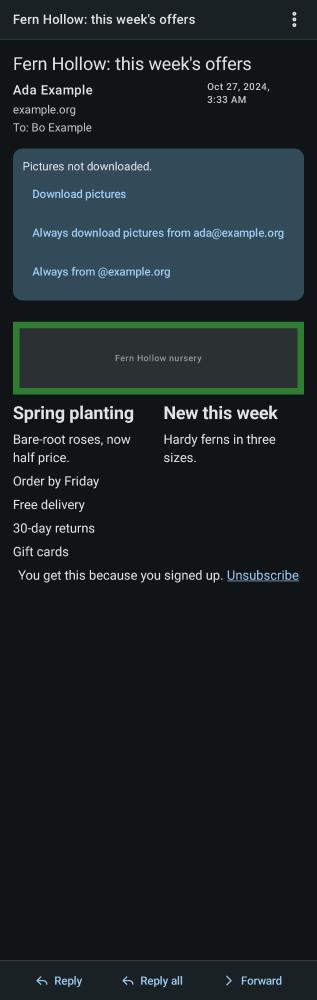 Fern Hollow: this week's offers
Fern Hollow: this week's offers
Ada Example
Oct 27, 2024,
3:33 AM
example.org
To: Bo Example
Pictures not downloaded.
Download pictures
Always download pictures from ada@example.org
Always from @example.org
Fern Hollow nursery
Spring planting
Bare-root roses, now
half price.
New this week
Hardy ferns in three
sizes.
Order by Friday
Free delivery
30-day returns
Gift cards
You get this because you signed up. Unsubscribe
Reply
Reply all
Forward